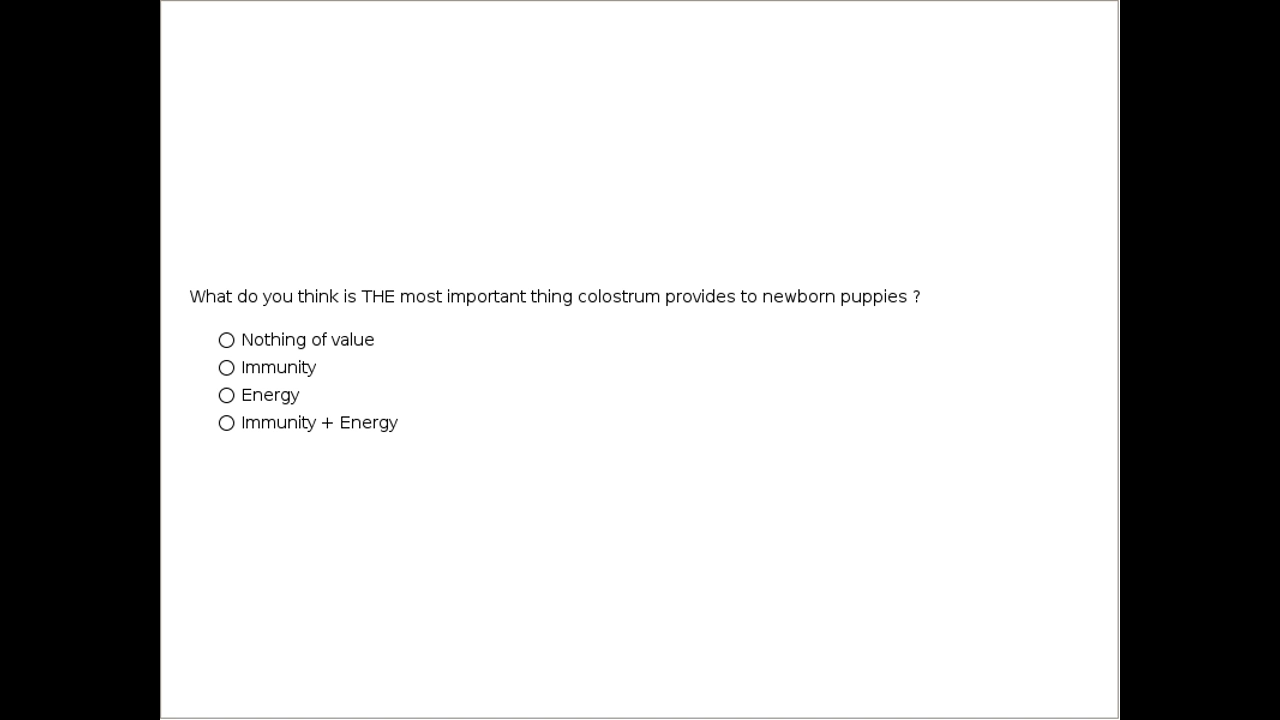 What do you think is THE most important thing colostrum provides to newborn puppies ?
Nothing of value
Immunity
Energy
Immunity + Energy